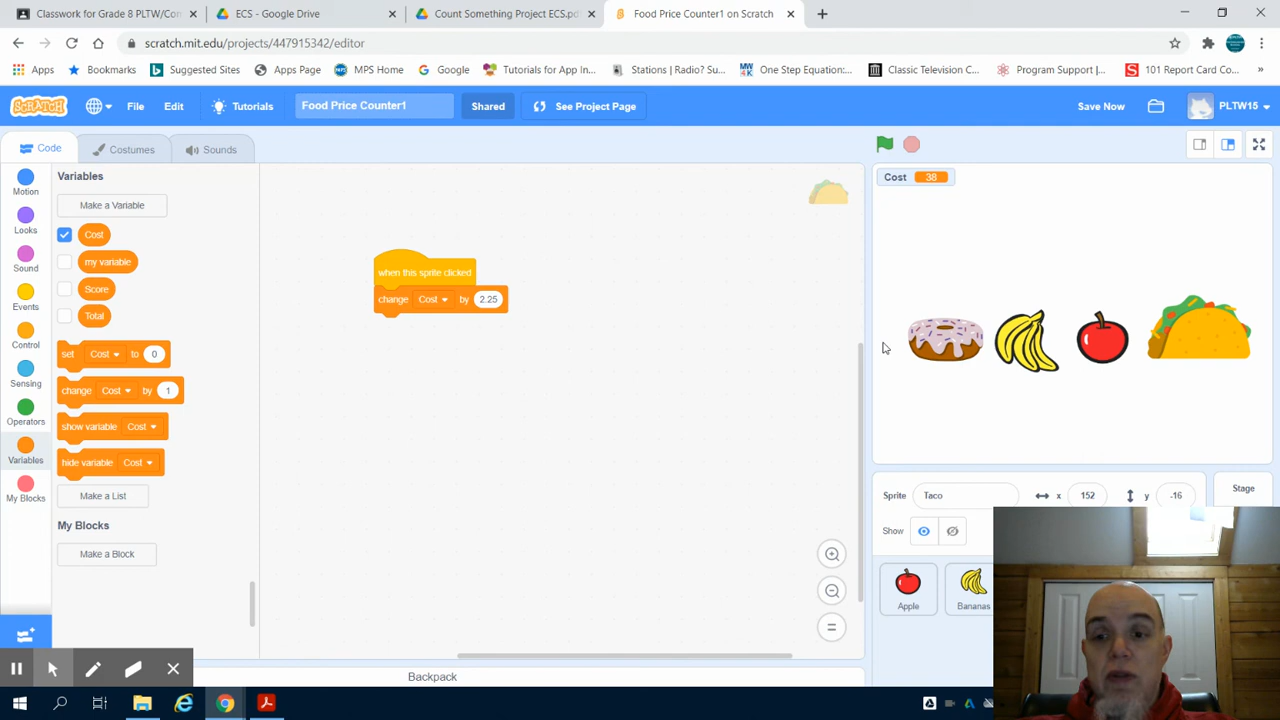 Classwork for Grade 8 PLTW/Con
ECS - Google Drive
Count Something Project ECS.pdf
Food Price Counter1 on Scratch
scratch.mit.edu/projects/447915342/editor
Apps
Bookmarks
Suggested Sites
Apps Page
MPS Home
Google
Tutorials for App In...
Stations | Radio? Su...
One Step Equation:...
Classic Television C...
Program Support |...
101 Report Card Co...
SCRATCH
File
Edit
Tutorials
Food Price Counter1
Shared
See Project Page
Save Now
PLTW15
Code
Costumes
Sounds
Motion
Looks
Sound
Events
Control
Sensing
Operators
Variables
My Blocks
Variables
Make a Variable
Cost
my variable
Score
Total
set Cost to 0
change Cost by 1
show variable Cost
hide variable Cost
Make a List
My Blocks
Make a Block
when this sprite clicked
change Cost by 2.25
Backpack
Cost 38
Sprite Taco x 152 y -16
Show
Stage
Apple
Bananas